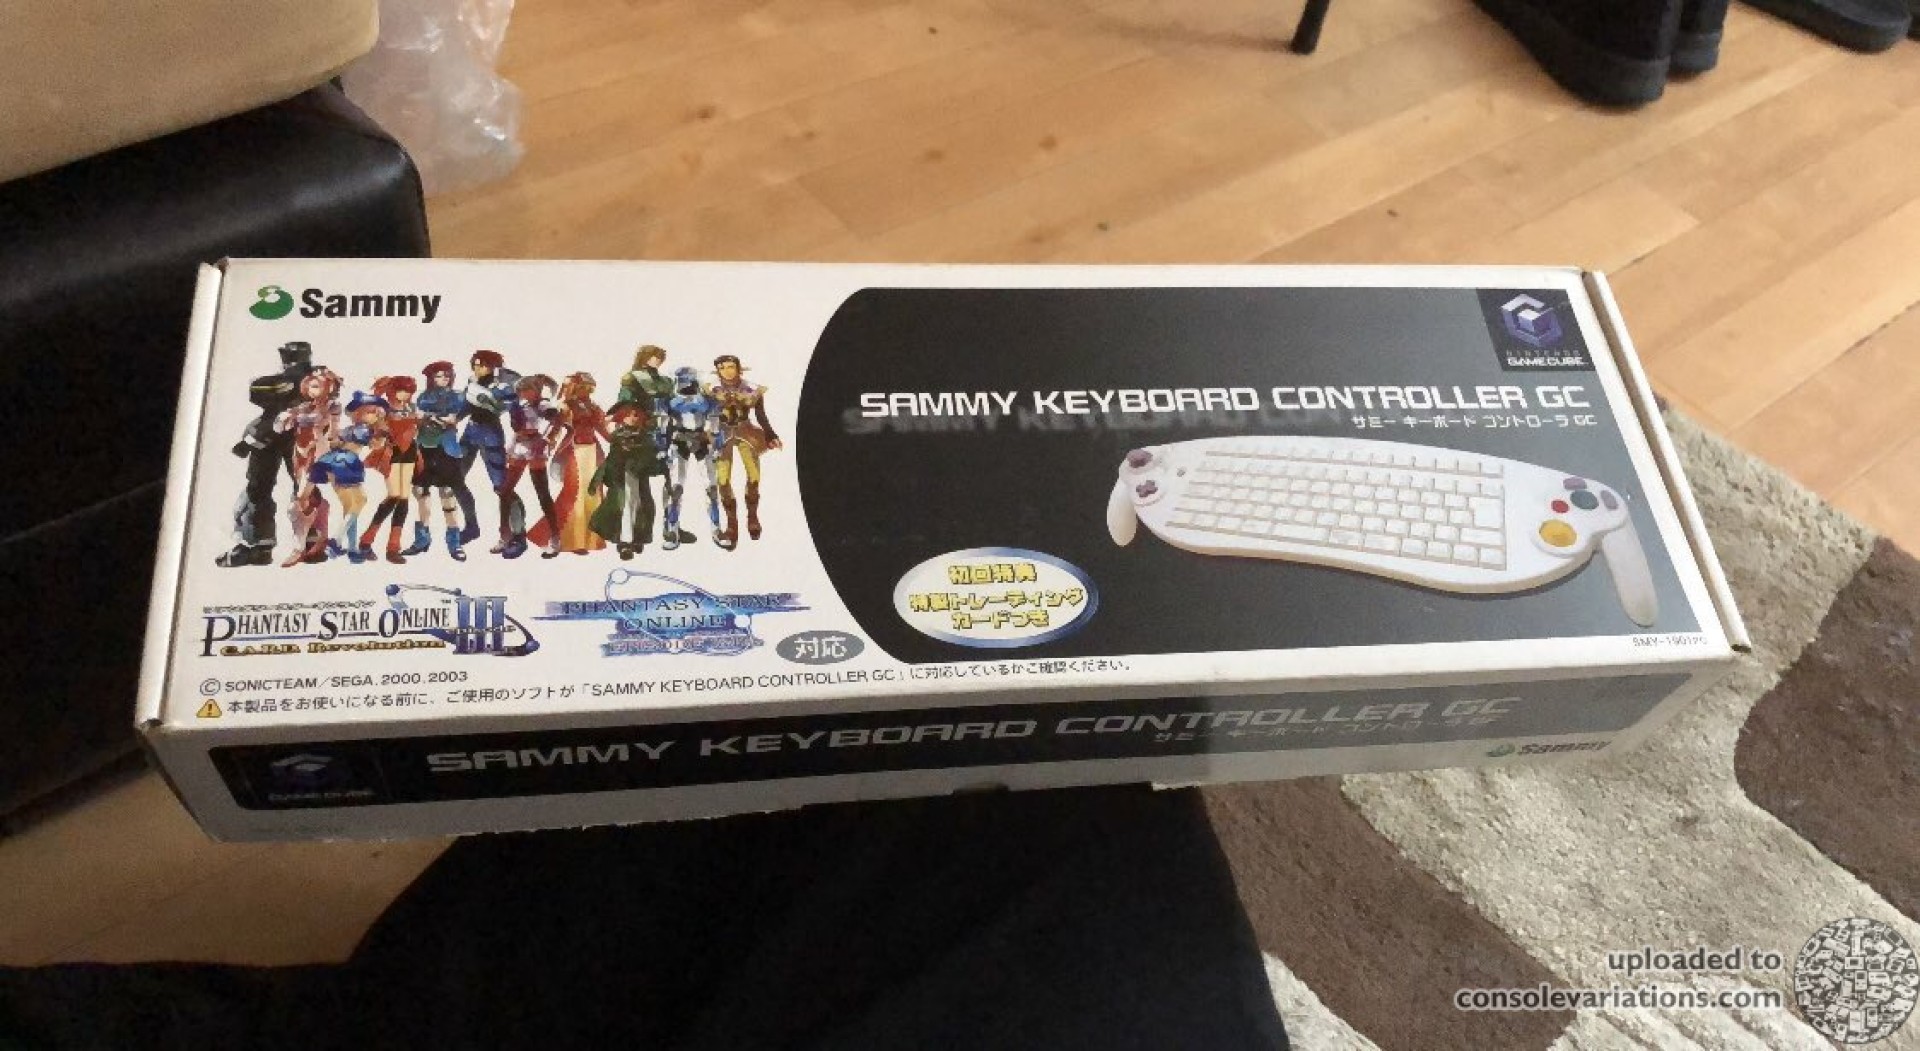 Sammy
NINTENDO
GAMECUBE
SAMMY KEYBOARD CONTROLLER GC
サミー キーボード コントローラ GC
初回特典
特製トレーディング
カードつき
PHANTASY STAR ONLINE III
C.A.R.D. Revolution
PHANTASY STAR
ONLINE
対応
SMY-1901PO
© SONICTEAM/SEGA, 2000, 2003
本製品をお使いになる前に、ご使用のソフトが「SAMMY KEYBOARD CONTROLLER GC」に対応しているかご確認ください。
GAMECUBE
SAMMY KEYBOARD CONTROLLER GC
サミー キーボード コントローラ GC
Sammy
uploaded to
consolevariations.com